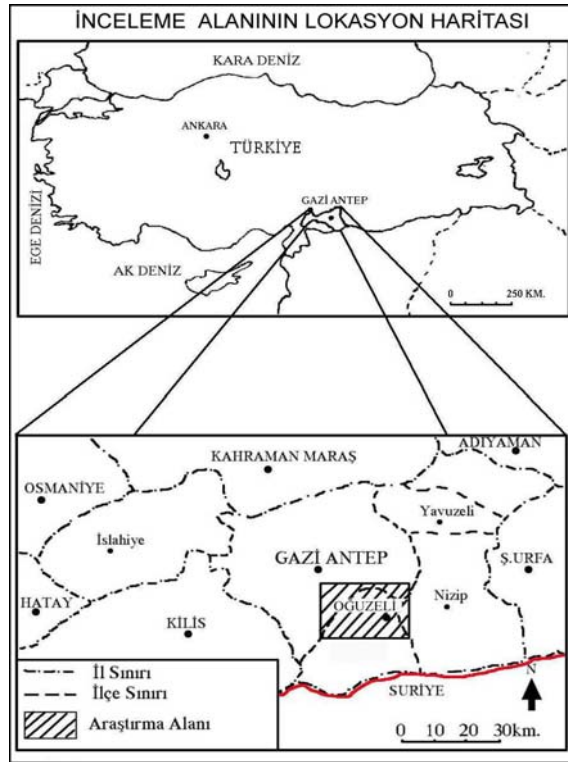 İNCELEME ALANININ LOKASYON HARİTASI
KARA DENİZ
ANKARA
TÜRKİYE
GAZİ ANTEP
EGE DENİZİ
AK DENİZ
0 250 KM.
ADIYAMAN
KAHRAMAN MARAŞ
OSMANİYE
Yavuzeli
İslahiye
GAZİ ANTEP
Ş.URFA
HATAY
OĞUZELİ
Nizip
KİLİS
İl Sınırı
İlçe Sınırı
Araştırma Alanı
SURİYE
N
0 10 20 30km.